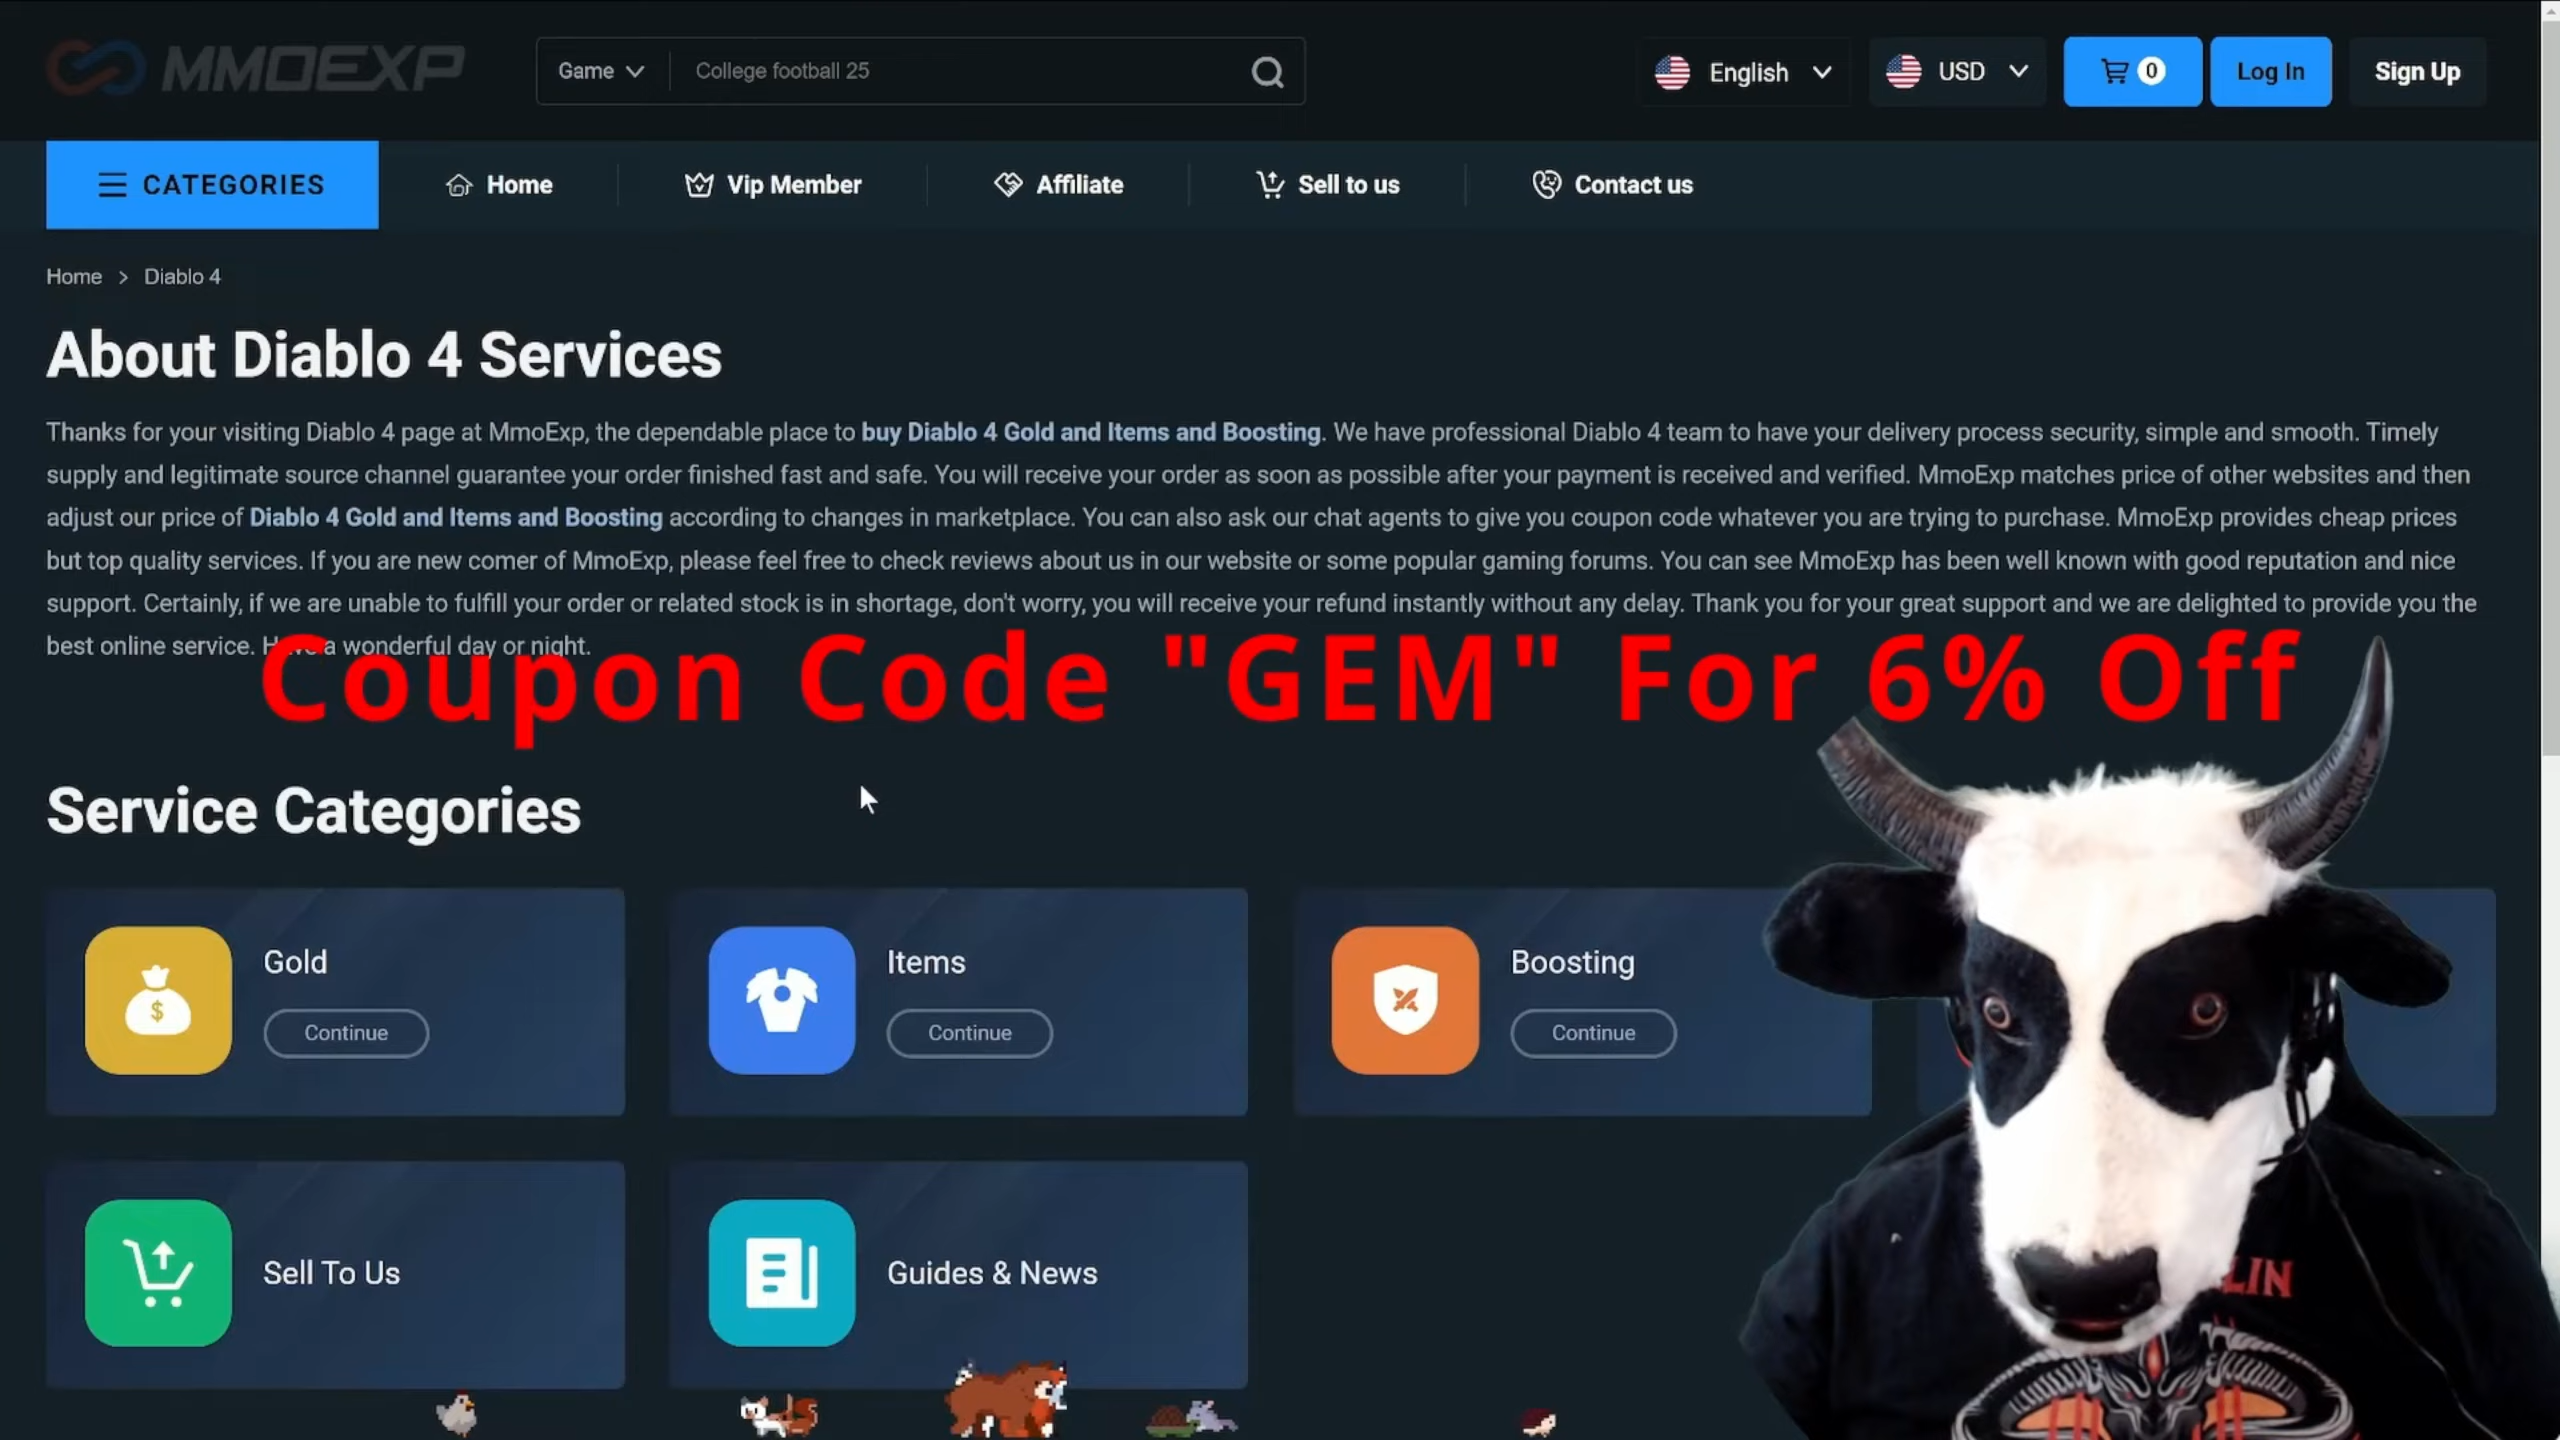 MMOEXP
Game
College football 25
English
USD
0
Log In
Sign Up
CATEGORIES
Home
Vip Member
Affiliate
Sell to us
Contact us
Home > Diablo 4
About Diablo 4 Services
Thanks for your visiting Diablo 4 page at MmoExp, the dependable place to buy Diablo 4 Gold and Items and Boosting. We have professional Diablo 4 team to have your delivery process security, simple and smooth. Timely
supply and legitimate source channel guarantee your order finished fast and safe. You will receive your order as soon as possible after your payment is received and verified. MmoExp matches price of other websites and then
adjust our price of Diablo 4 Gold and Items and Boosting according to changes in marketplace. You can also ask our chat agents to give you coupon code whatever you are trying to purchase. MmoExp provides cheap prices
but top quality services. If you are new comer of MmoExp, please feel free to check reviews about us in our website or some popular gaming forums. You can see MmoExp has been well known with good reputation and nice
support. Certainly, if we are unable to fulfill your order or related stock is in shortage, don't worry, you will receive your refund instantly without any delay. Thank you for your great support and we are delighted to provide you the
best online service. Have a wonderful day or night.
Coupon Code "GEM" For 6% Off
Service Categories
Gold
Continue
Items
Continue
Boosting
Continue
Sell To Us
Guides & News
LIN